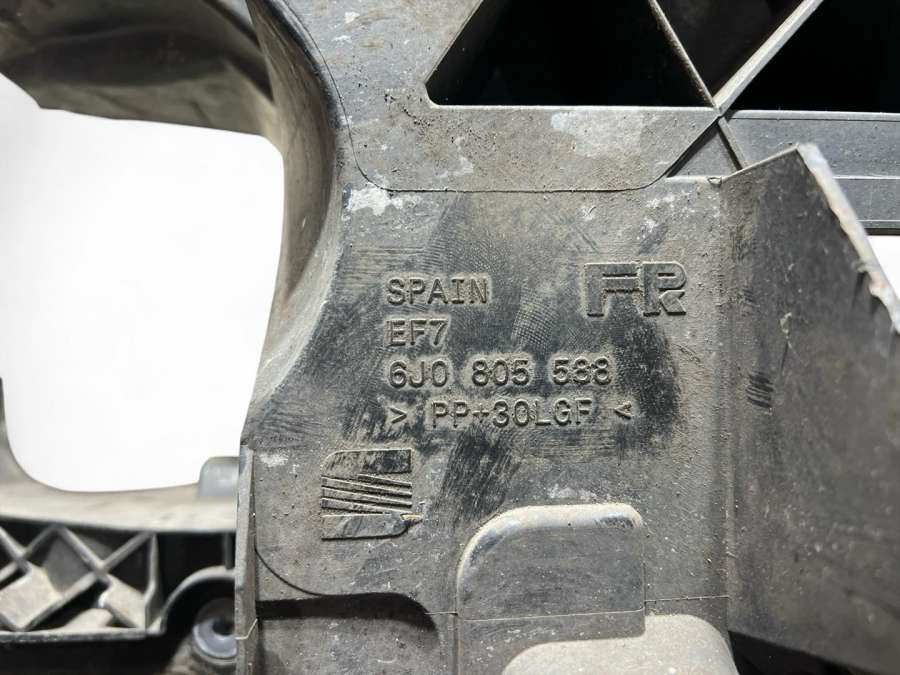 SPAIN
FR
EF7
6J0 805 588
> PP+30LGF <